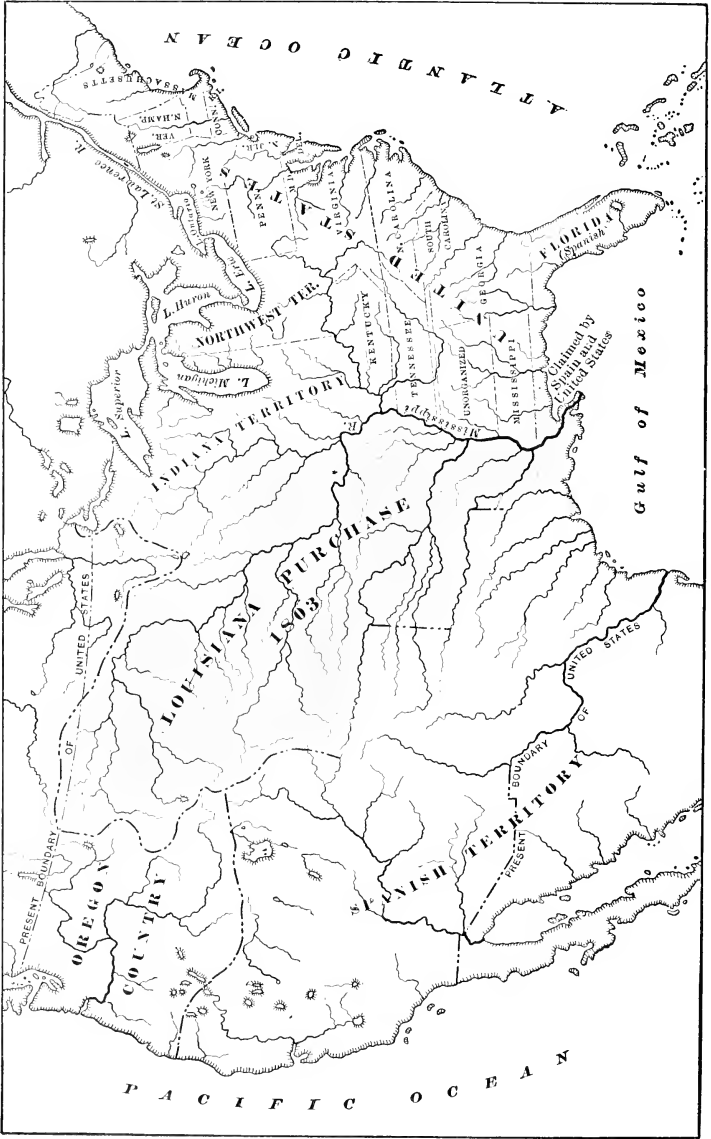 ATLANTIC OCEAN
MASSACHUSETTS
N. HAMP.
VER.
CONN.
St. Lawrence R.
NEW YORK
Ontario
N. JER.
PENN
L. Erie
L. Huron
L. Superior
L. Michigan
VIRGINIA
N. CAROLINA
SOUTH
CAROLINA
GEORGIA
FLORIDA
(Spanish)
UNITED STATES
NORTHWEST TER.
KENTUCKY
TENNESSEE
UNORGANIZED
MISSISSIPPI
INDIANA TERRITORY
Mississippi
R.
Claimed by
Spain and
United States
Gulf of Mexico
LOUISIANA PURCHASE
1803
PRESENT BOUNDARY OF UNITED STATES
PRESENT BOUNDARY OF UNITED STATES
SPANISH TERRITORY
OREGON
COUNTRY
PACIFIC OCEAN